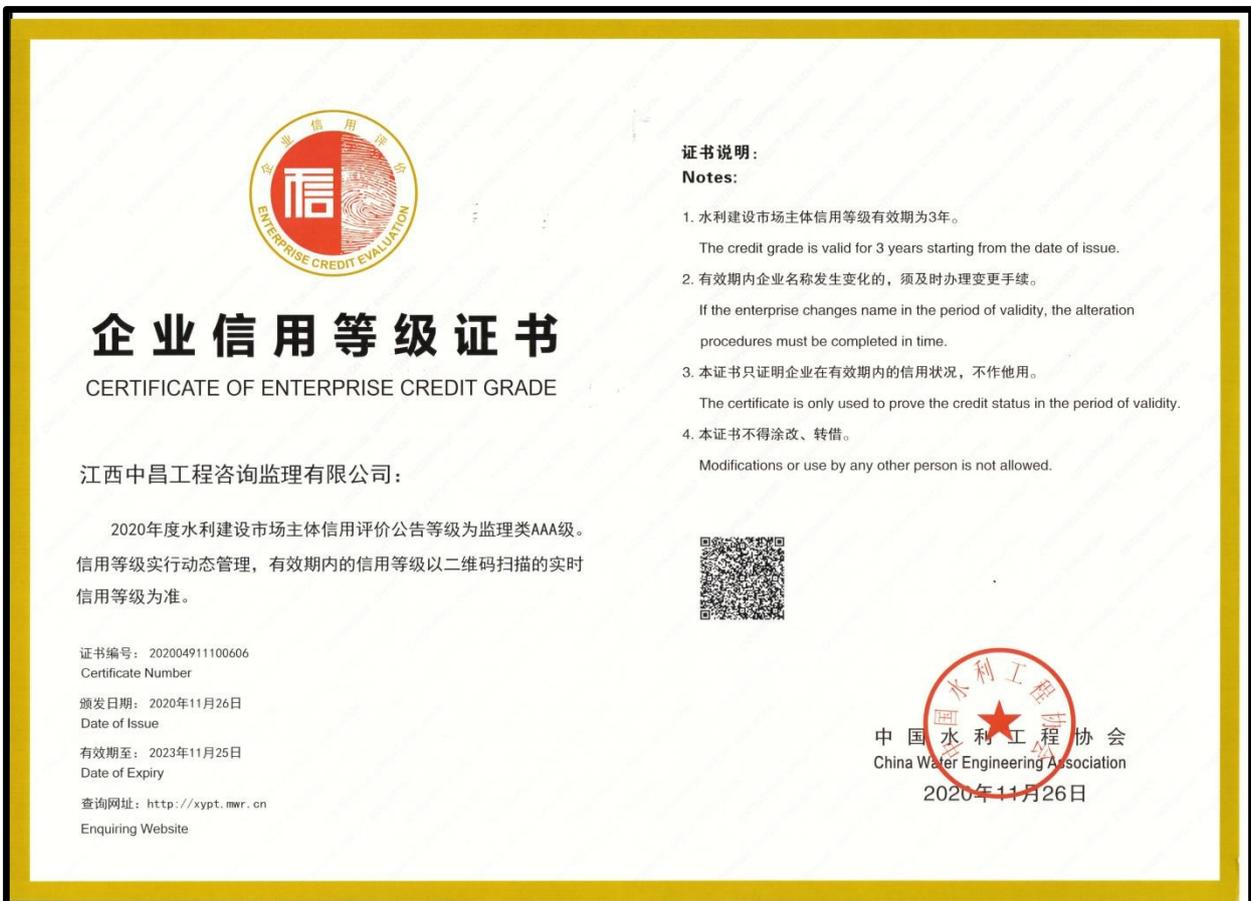 企业信用评价
信
ENTERPRISE CREDIT EVALUATION
企业信用等级证书
CERTIFICATE OF ENTERPRISE CREDIT GRADE
江西中昌工程咨询监理有限公司：
2020年度水利建设市场主体信用评价公告等级为监理类AAA级。
信用等级实行动态管理，有效期内的信用等级以二维码扫描的实时
信用等级为准。
证书编号： 202004911100606
Certificate Number
颁发日期： 2020年11月26日
Date of Issue
有效期至： 2023年11月25日
Date of Expiry
查询网址：http://xypt.mwr.cn
Enquiring Website
证书说明：
Notes:
1. 水利建设市场主体信用等级有效期为3年。
The credit grade is valid for 3 years starting from the date of issue.
2. 有效期内企业名称发生变化的，须及时办理变更手续。
If the enterprise changes name in the period of validity, the alteration
procedures must be completed in time.
3. 本证书只证明企业在有效期内的信用状况，不作他用。
The certificate is only used to prove the credit status in the period of validity.
4. 本证书不得涂改、转借。
Modifications or use by any other person is not allowed.
中国水利工程协会
中国水利工程协会
China Water Engineering Association
2020年11月26日